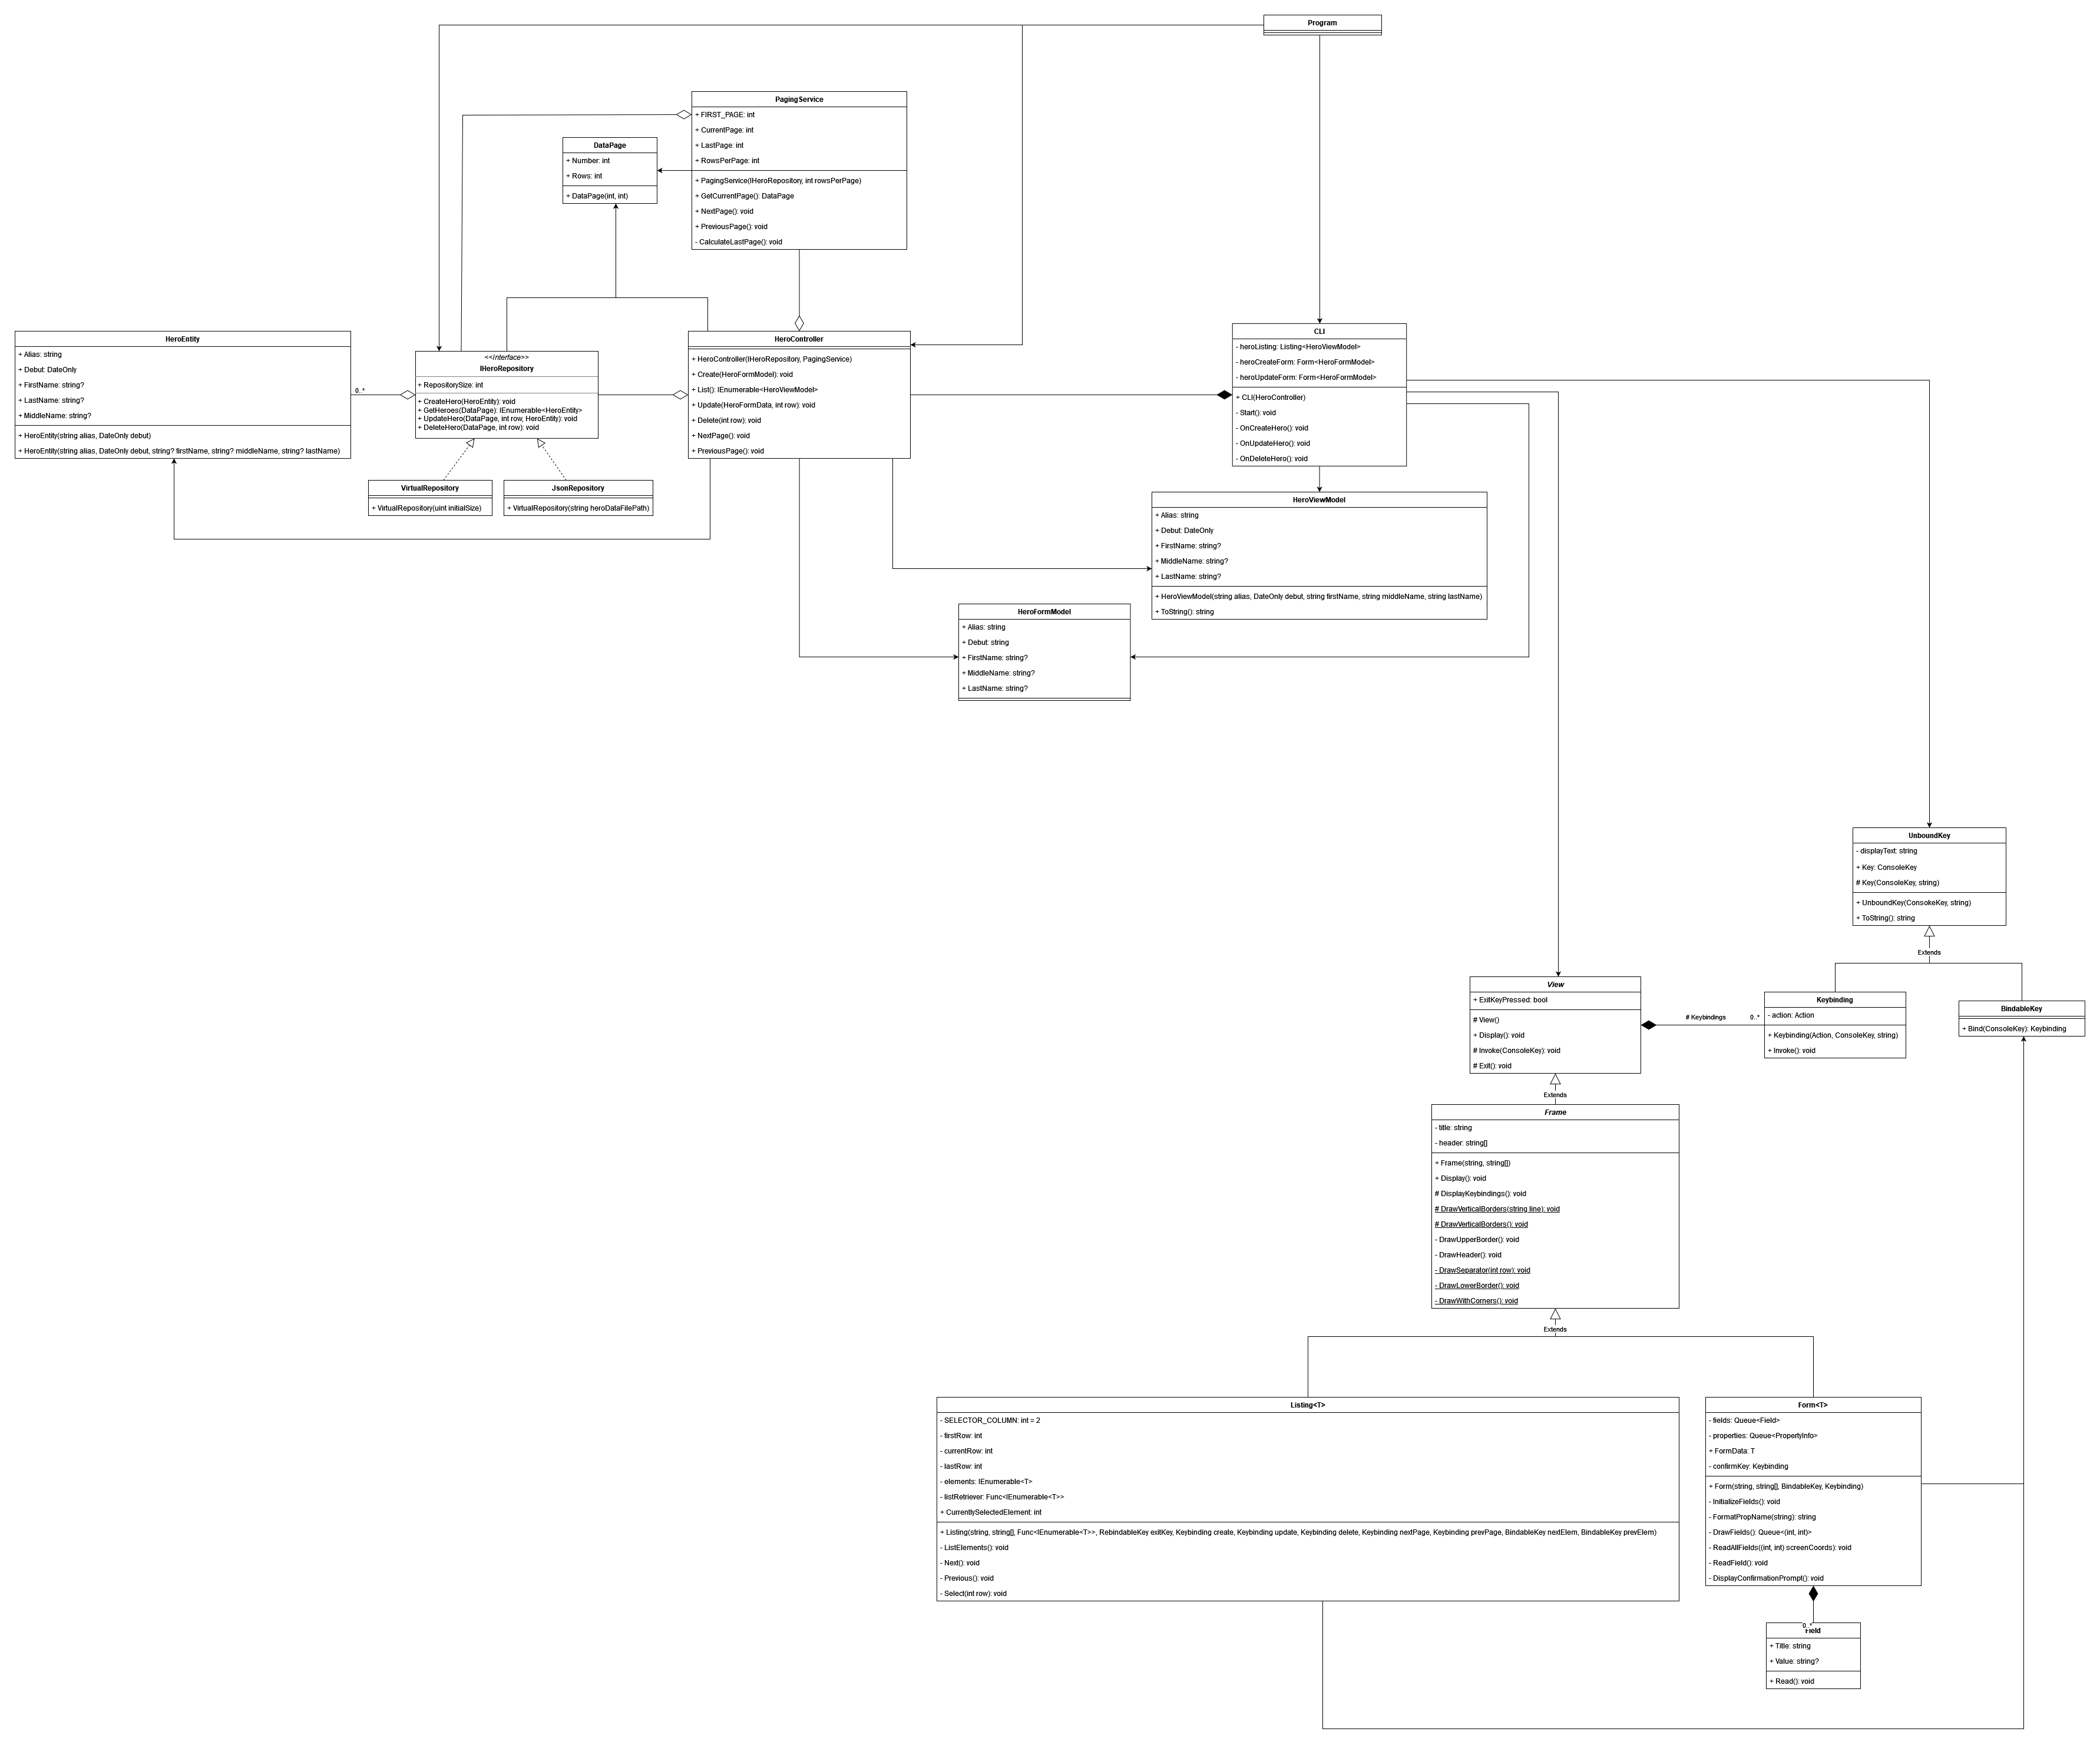 Program
PagingService
+ FIRST_PAGE: int
+ CurrentPage: int
+ LastPage: int
+ RowsPerPage: int
+ PagingService(IHeroRepository, int rowsPerPage)
+ GetCurrentPage(): DataPage
+ NextPage(): void
+ PreviousPage(): void
- CalculateLastPage(): void
DataPage
+ Number: int
+ Rows: int
+ DataPage(int, int)
HeroEntity
+ Alias: string
+ Debut: DateOnly
+ FirstName: string?
+ LastName: string?
+ MiddleName: string?
+ HeroEntity(string alias, DateOnly debut)
+ HeroEntity(string alias, DateOnly debut, string? firstName, string? middleName, string? lastName)
0..*
<<Interface>>
IHeroRepository
+ RepositorySize: int
+ CreateHero(HeroEntity): void
+ GetHeroes(DataPage): IEnumerable<HeroEntity>
+ UpdateHero(DataPage, int row, HeroEntity): void
+ DeleteHero(DataPage, int row): void
VirtualRepository
+ VirtualRepository(uint initialSize)
JsonRepository
+ VirtualRepository(string heroDataFilePath)
HeroController
+ HeroController(IHeroRepository, PagingService)
+ Create(HeroFormModel): void
+ List(): IEnumerable<HeroViewModel>
+ Update(HeroFormData, int row): void
+ Delete(int row): void
+ NextPage(): void
+ PreviousPage(): void
CLI
- heroListing: Listing<HeroViewModel>
- heroCreateForm: Form<HeroFormModel>
- heroUpdateForm: Form<HeroFormModel>
+ CLI(HeroController)
- Start(): void
- OnCreateHero(): void
- OnUpdateHero(): void
- OnDeleteHero(): void
HeroViewModel
+ Alias: string
+ Debut: DateOnly
+ FirstName: string?
+ MiddleName: string?
+ LastName: string?
+ HeroViewModel(string alias, DateOnly debut, string firstName, string middleName, string lastName)
+ ToString(): string
HeroFormModel
+ Alias: string
+ Debut: string
+ FirstName: string?
+ MiddleName: string?
+ LastName: string?
UnboundKey
- displayText: string
+ Key: ConsoleKey
# Key(ConsoleKey, string)
+ UnboundKey(ConsokeKey, string)
+ ToString(): string
Extends
View
+ ExitKeyPressed: bool
# View()
+ Display(): void
# Invoke(ConsoleKey): void
# Exit(): void
# Keybindings
0..*
Keybinding
- action: Action
+ Keybinding(Action, ConsoleKey, string)
+ Invoke(): void
BindableKey
+ Bind(ConsoleKey): Keybinding
Extends
Frame
- title: string
- header: string[]
+ Frame(string, string[])
+ Display(): void
# DisplayKeybindings(): void
# DrawVerticalBorders(string line): void
# DrawVerticalBorders(): void
- DrawUpperBorder(): void
- DrawHeader(): void
- DrawSeparator(int row): void
- DrawLowerBorder(): void
- DrawWithCorners(): void
Extends
Listing<T>
- SELECTOR_COLUMN: int = 2
- firstRow: int
- currentRow: int
- lastRow: int
- elements: IEnumerable<T>
- listRetriever: Func<IEnumerable<T>>
+ CurrentlySelectedElement: int
+ Listing(string, string[], Func<IEnumerable<T>>, RebindableKey exitKey, Keybinding create, Keybinding update, Keybinding delete, Keybinding nextPage, Keybinding prevPage, BindableKey nextElem, BindableKey prevElem)
- ListElements(): void
- Next(): void
- Previous(): void
- Select(int row): void
Form<T>
- fields: Queue<Field>
- properties: Queue<PropertyInfo>
+ FormData: T
- confirmKey: Keybinding
+ Form(string, string[], BindableKey, Keybinding)
- InitializeFields(): void
- FormatPropName(string): string
- DrawFields(): Queue<(int, int)>
- ReadAllFields((int, int) screenCoords): void
- ReadField(): void
- DisplayConfirmationPrompt(): void
0..*
Field
+ Title: string
+ Value: string?
+ Read(): void